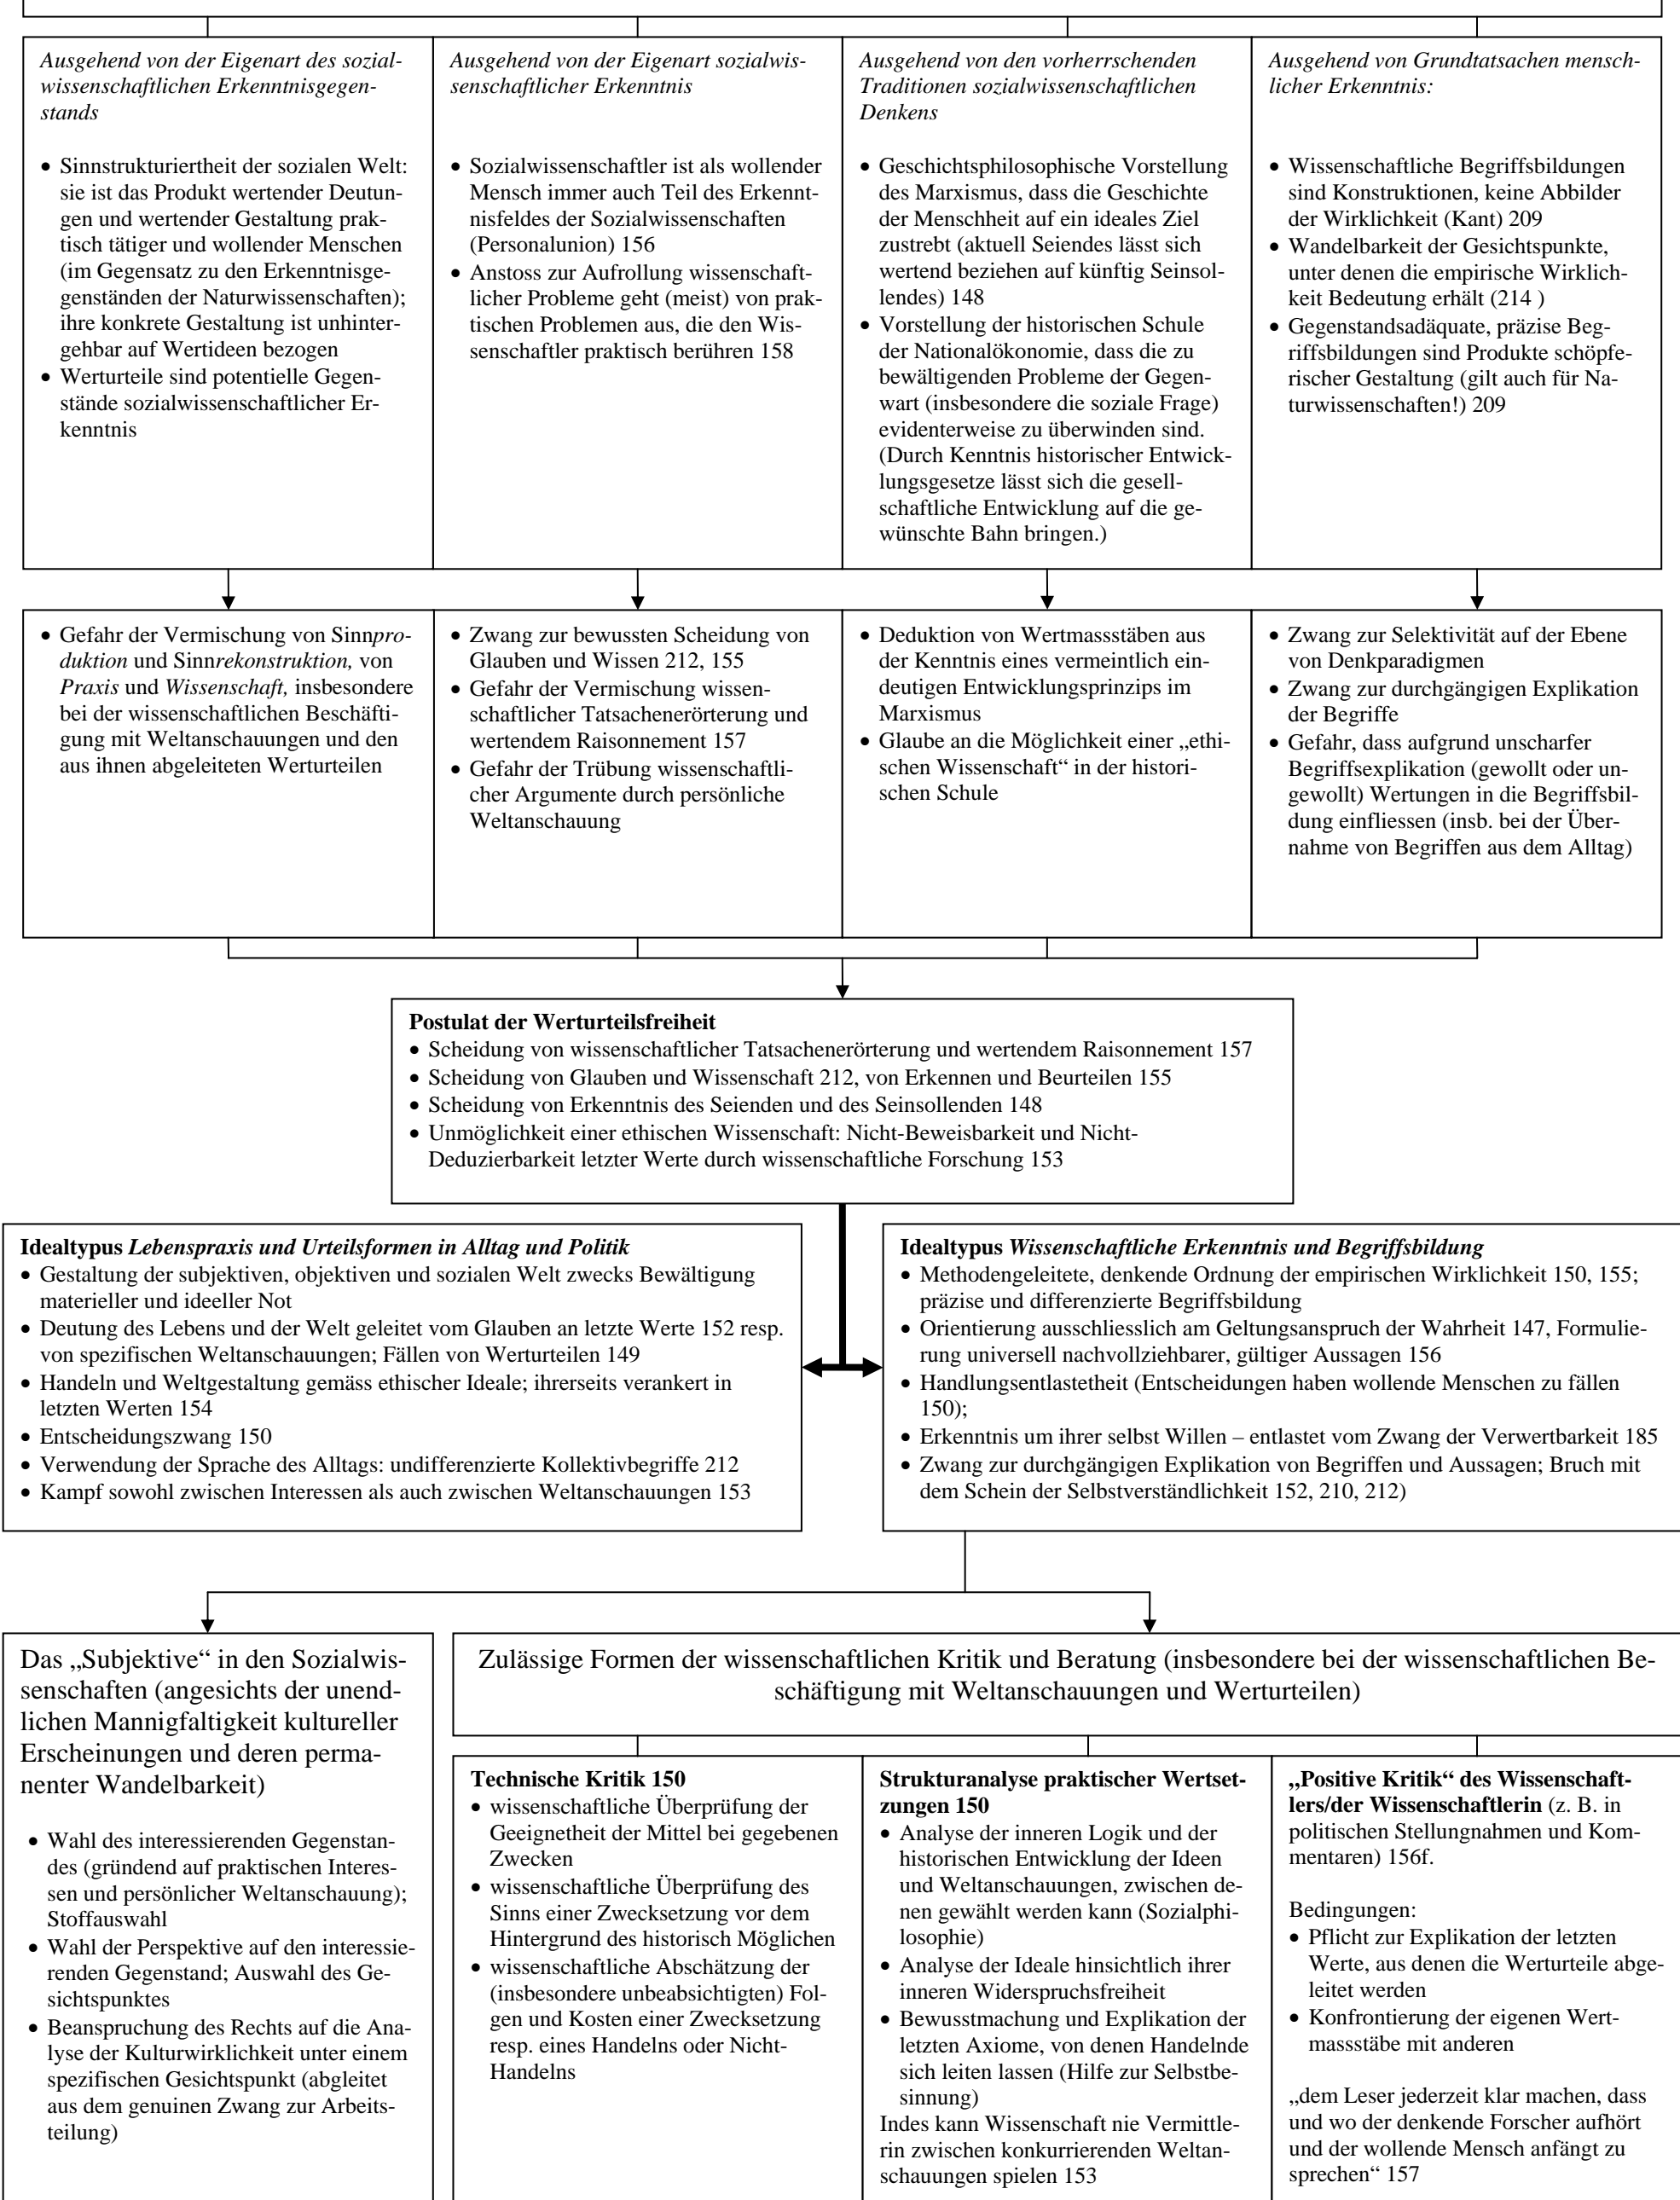 Ausgehend von der Eigenart des sozial-
wissenschaftlichen Erkenntnisgegen-
stands
• Sinnstrukturiertheit der sozialen Welt:
sie ist das Produkt wertender Deutun-
gen und wertender Gestaltung prak-
tisch tätiger und wollender Menschen
(im Gegensatz zu den Erkenntnisge-
genständen der Naturwissenschaften);
ihre konkrete Gestaltung ist unhinter-
gehbar auf Wertideen bezogen
• Werturteile sind potentielle Gegen-
stände sozialwissenschaftlicher Er-
kenntnis
Ausgehend von der Eigenart sozialwis-
senschaftlicher Erkenntnis
• Sozialwissenschaftler ist als wollender
Mensch immer auch Teil des Erkennt-
nisfeldes der Sozialwissenschaften
(Personalunion) 156
• Anstoss zur Aufrollung wissenschaft-
licher Probleme geht (meist) von prak-
tischen Problemen aus, die den Wis-
senschaftler praktisch berühren 158
Ausgehend von den vorherrschenden
Traditionen sozialwissenschaftlichen
Denkens
• Geschichtsphilosophische Vorstellung
des Marxismus, dass die Geschichte
der Menschheit auf ein ideales Ziel
zustrebt (aktuell Seiendes lässt sich
wertend beziehen auf künftig Seinsol-
lendes) 148
• Vorstellung der historischen Schule
der Nationalökonomie, dass die zu
bewältigenden Probleme der Gegen-
wart (insbesondere die soziale Frage)
evidenterweise zu überwinden sind.
(Durch Kenntnis historischer Entwick-
lungsgesetze lässt sich die gesell-
schaftliche Entwicklung auf die ge-
wünschte Bahn bringen.)
Ausgehend von Grundtatsachen mensch-
licher Erkenntnis:
• Wissenschaftliche Begriffsbildungen
sind Konstruktionen, keine Abbilder
der Wirklichkeit (Kant) 209
• Wandelbarkeit der Gesichtspunkte,
unter denen die empirische Wirklich-
keit Bedeutung erhält (214 )
• Gegenstandsadäquate, präzise Beg-
riffsbildungen sind Produkte schöpfe-
rischer Gestaltung (gilt auch für Na-
turwissenschaften!) 209
• Gefahr der Vermischung von Sinnpro-
duktion und Sinnrekonstruktion, von
Praxis und Wissenschaft, insbesondere
bei der wissenschaftlichen Beschäfti-
gung mit Weltanschauungen und den
aus ihnen abgeleiteten Werturteilen
• Zwang zur bewussten Scheidung von
Glauben und Wissen 212, 155
• Gefahr der Vermischung wissen-
schaftlicher Tatsachenerörterung und
wertendem Raisonnement 157
• Gefahr der Trübung wissenschaftli-
cher Argumente durch persönliche
Weltanschauung
• Deduktion von Wertmassstäben aus
der Kenntnis eines vermeintlich ein-
deutigen Entwicklungsprinzips im
Marxismus
• Glaube an die Möglichkeit einer „ethi-
schen Wissenschaft“ in der histori-
schen Schule
• Zwang zur Selektivität auf der Ebene
von Denkparadigmen
• Zwang zur durchgängigen Explikation
der Begriffe
• Gefahr, dass aufgrund unscharfer
Begriffsexplikation (gewollt oder un-
gewollt) Wertungen in die Begriffsbil-
dung einfliessen (insb. bei der Über-
nahme von Begriffen aus dem Alltag)
Postulat der Werturteilsfreiheit
• Scheidung von wissenschaftlicher Tatsachenerörterung und wertendem Raisonnement 157
• Scheidung von Glauben und Wissenschaft 212, von Erkennen und Beurteilen 155
• Scheidung von Erkenntnis des Seienden und des Seinsollenden 148
• Unmöglichkeit einer ethischen Wissenschaft: Nicht-Beweisbarkeit und Nicht-
Deduzierbarkeit letzter Werte durch wissenschaftliche Forschung 153
Idealtypus Lebenspraxis und Urteilsformen in Alltag und Politik
• Gestaltung der subjektiven, objektiven und sozialen Welt zwecks Bewältigung
materieller und ideeller Not
• Deutung des Lebens und der Welt geleitet vom Glauben an letzte Werte 152 resp.
von spezifischen Weltanschauungen; Fällen von Werturteilen 149
• Handeln und Weltgestaltung gemäss ethischer Ideale; ihrerseits verankert in
letzten Werten 154
• Entscheidungszwang 150
• Verwendung der Sprache des Alltags: undifferenzierte Kollektivbegriffe 212
• Kampf sowohl zwischen Interessen als auch zwischen Weltanschauungen 153
Idealtypus Wissenschaftliche Erkenntnis und Begriffsbildung
• Methodengeleitete, denkende Ordnung der empirischen Wirklichkeit 150, 155;
präzise und differenzierte Begriffsbildung
• Orientierung ausschliesslich am Geltungsanspruch der Wahrheit 147, Formulie-
rung universell nachvollziehbarer, gültiger Aussagen 156
• Handlungsentlastetheit (Entscheidungen haben wollende Menschen zu fällen
150);
• Erkenntnis um ihrer selbst Willen – entlastet vom Zwang der Verwertbarkeit 185
• Zwang zur durchgängigen Explikation von Begriffen und Aussagen; Bruch mit
dem Schein der Selbstverständlichkeit 152, 210, 212)
Das „Subjektive“ in den Sozialwis-
senschaften (angesichts der unend-
lichen Mannigfaltigkeit kultureller
Erscheinungen und deren perma-
nenter Wandelbarkeit)
• Wahl des interessierenden Gegenstan-
des (gründend auf praktischen Interes-
sen und persönlicher Weltanschauung);
Stoffauswahl
• Wahl der Perspektive auf den interessie-
renden Gegenstand; Auswahl des Ge-
sichtspunktes
• Beanspruchung des Rechts auf die Ana-
lyse der Kulturwirklichkeit unter einem
spezifischen Gesichtspunkt (abgleitet
aus dem genuinen Zwang zur Arbeits-
teilung)
Zulässige Formen der wissenschaftlichen Kritik und Beratung (insbesondere bei der wissenschaftlichen Be-
schäftigung mit Weltanschauungen und Werturteilen)
Technische Kritik 150
• wissenschaftliche Überprüfung der
Geeignetheit der Mittel bei gegebenen
Zwecken
• wissenschaftliche Überprüfung des
Sinns einer Zwecksetzung vor dem
Hintergrund des historisch Möglichen
• wissenschaftliche Abschätzung der
(insbesondere unbeabsichtigten) Fol-
gen und Kosten einer Zwecksetzung
resp. eines Handelns oder Nicht-
Handelns
Strukturanalyse praktischer Wertset-
zungen 150
• Analyse der inneren Logik und der
historischen Entwicklung der Ideen
und Weltanschauungen, zwischen de-
nen gewählt werden kann (Sozialphi-
losophie)
• Analyse der Ideale hinsichtlich ihrer
inneren Widerspruchsfreiheit
• Bewusstmachung und Explikation der
letzten Axiome, von denen Handelnde
sich leiten lassen (Hilfe zur Selbstbe-
sinnung)
Indes kann Wissenschaft nie Vermittle-
rin zwischen konkurrierenden Weltan-
schauungen spielen 153
„Positive Kritik“ des Wissenschaft-
lers/der Wissenschaftlerin (z. B. in
politischen Stellungnahmen und Kom-
mentaren) 156f.
Bedingungen:
• Pflicht zur Explikation der letzten
Werte, aus denen die Werturteile abge-
leitet werden
• Konfrontierung der eigenen Wert-
massstäbe mit anderen
„dem Leser jederzeit klar machen, dass
und wo der denkende Forscher aufhört
und der wollende Mensch anfängt zu
sprechen“ 157